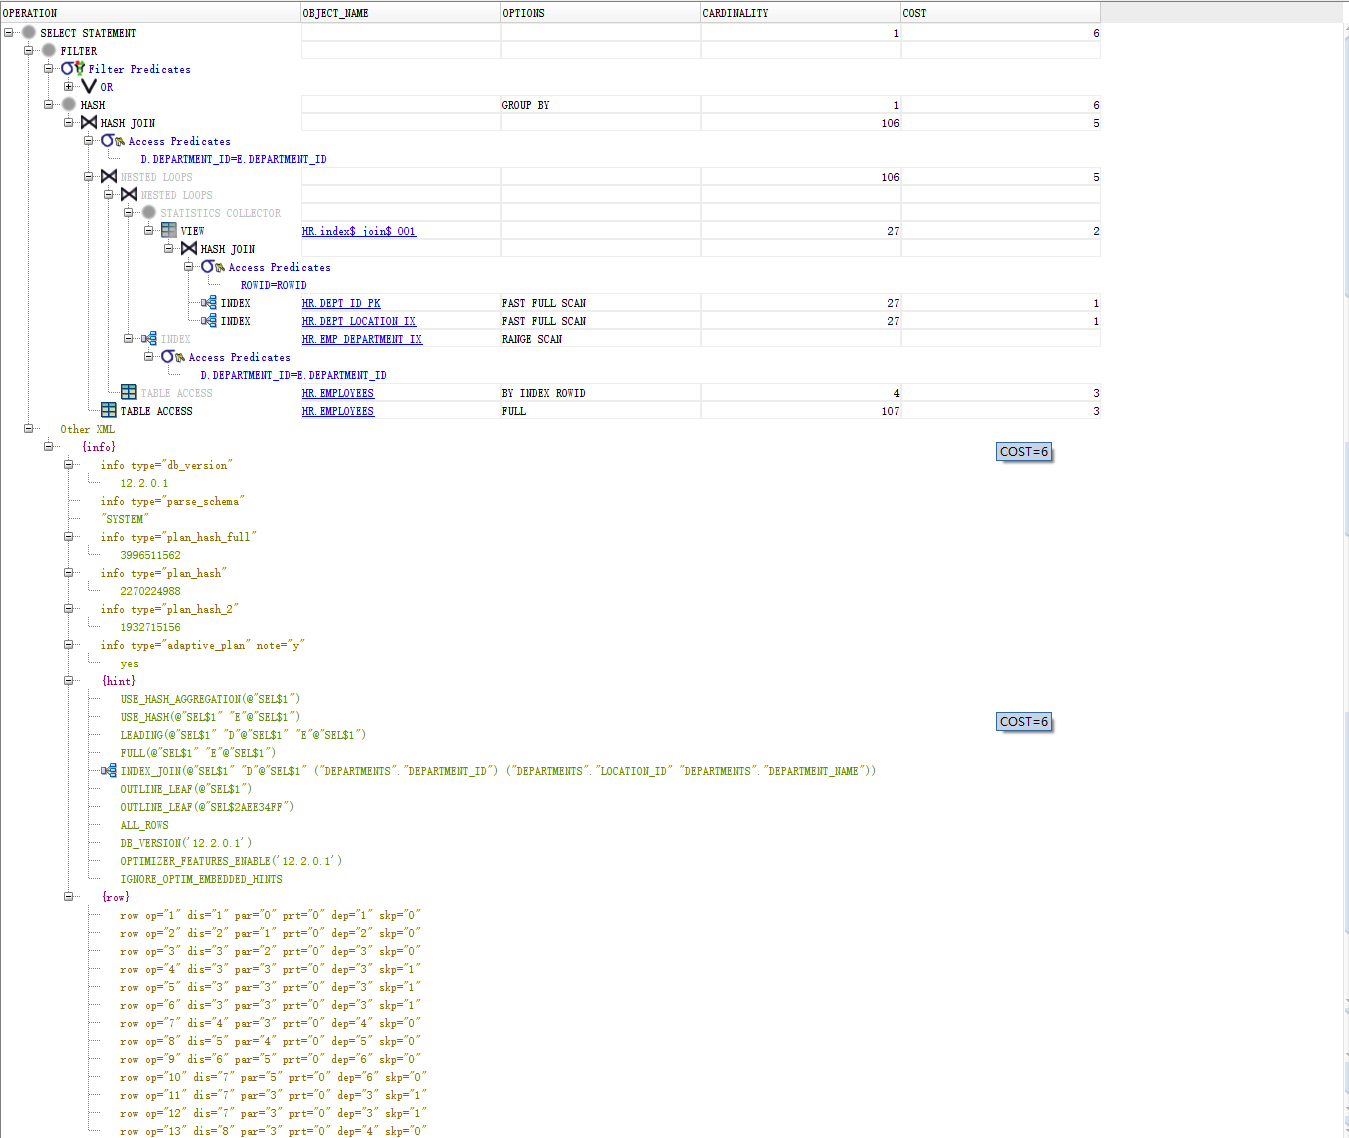 OPERATION OBJECT_NAME OPTIONS CARDINALITY COST
SELECT STATEMENT 1 6
FILTER
Filter Predicates
OR
HASH GROUP BY 1 6
HASH JOIN 106 5
Access Predicates
D.DEPARTMENT_ID=E.DEPARTMENT_ID
NESTED LOOPS 106 5
NESTED LOOPS
STATISTICS COLLECTOR
VIEW HR.index$_join$_001 27 2
HASH JOIN
Access Predicates
ROWID=ROWID
INDEX HR.DEPT_ID_PK FAST FULL SCAN 27 1
INDEX HR.DEPT_LOCATION_IX FAST FULL SCAN 27 1
INDEX HR.EMP_DEPARTMENT_IX RANGE SCAN
Access Predicates
D.DEPARTMENT_ID=E.DEPARTMENT_ID
TABLE ACCESS HR.EMPLOYEES BY INDEX ROWID 4 3
TABLE ACCESS HR.EMPLOYEES FULL 107 3
Other XML
{info} COST=6
info type="db_version"
12.2.0.1
info type="parse_schema"
"SYSTEM"
info type="plan_hash_full"
3996511562
info type="plan_hash"
2270224988
info type="plan_hash_2"
1932715156
info type="adaptive_plan" note="y"
yes
{hint}
USE_HASH_AGGREGATION(@"SEL$1")
USE_HASH(@"SEL$1" "E"@"SEL$1") COST=6
LEADING(@"SEL$1" "D"@"SEL$1" "E"@"SEL$1")
FULL(@"SEL$1" "E"@"SEL$1")
INDEX_JOIN(@"SEL$1" "D"@"SEL$1" ("DEPARTMENTS"."DEPARTMENT_ID") ("DEPARTMENTS"."LOCATION_ID" "DEPARTMENTS"."DEPARTMENT_NAME"))
OUTLINE_LEAF(@"SEL$1")
OUTLINE_LEAF(@"SEL$2AEE34FF")
ALL_ROWS
DB_VERSION('12.2.0.1')
OPTIMIZER_FEATURES_ENABLE('12.2.0.1')
IGNORE_OPTIM_EMBEDDED_HINTS
{row}
row op="1" dis="1" par="0" prt="0" dep="1" skp="0"
row op="2" dis="2" par="1" prt="0" dep="2" skp="0"
row op="3" dis="3" par="2" prt="0" dep="3" skp="0"
row op="4" dis="3" par="3" prt="0" dep="3" skp="1"
row op="5" dis="3" par="3" prt="0" dep="3" skp="1"
row op="6" dis="3" par="3" prt="0" dep="3" skp="1"
row op="7" dis="4" par="3" prt="0" dep="4" skp="0"
row op="8" dis="5" par="4" prt="0" dep="5" skp="0"
row op="9" dis="6" par="5" prt="0" dep="6" skp="0"
row op="10" dis="7" par="5" prt="0" dep="6" skp="0"
row op="11" dis="7" par="3" prt="0" dep="3" skp="1"
row op="12" dis="7" par="3" prt="0" dep="3" skp="1"
row op="13" dis="8" par="3" prt="0" dep="4" skp="0"